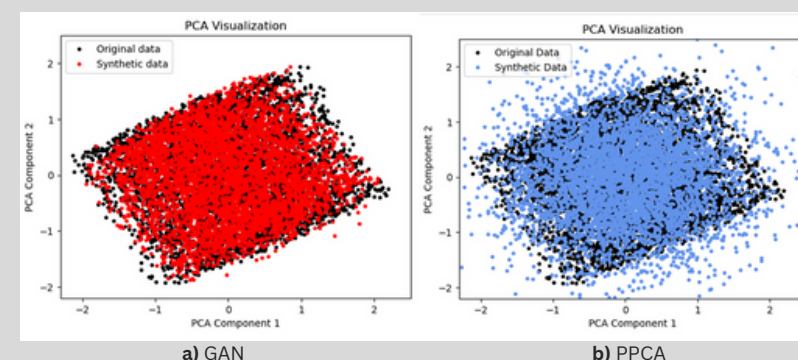 PCA Visualization
Original data
Synthetic data
PCA Component 2
2
1
0
−1
−2
−2
−1
0
1
2
PCA Component 1
a) GAN
PCA Visualization
Original Data
Synthetic Data
PCA Component 2
2
1
0
−1
−2
−2
−1
0
1
2
PCA Component 1
b) PPCA